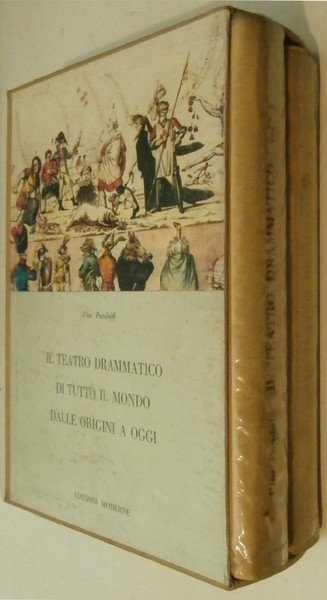 Vito Pandolfi
IL TEATRO DRAMMATICO
DI TUTTO IL MONDO
DALLE ORIGINI A OGGI
EDIZIONI MODERNE
Vito Pandolfi IL TEATRO DRAMMATICO